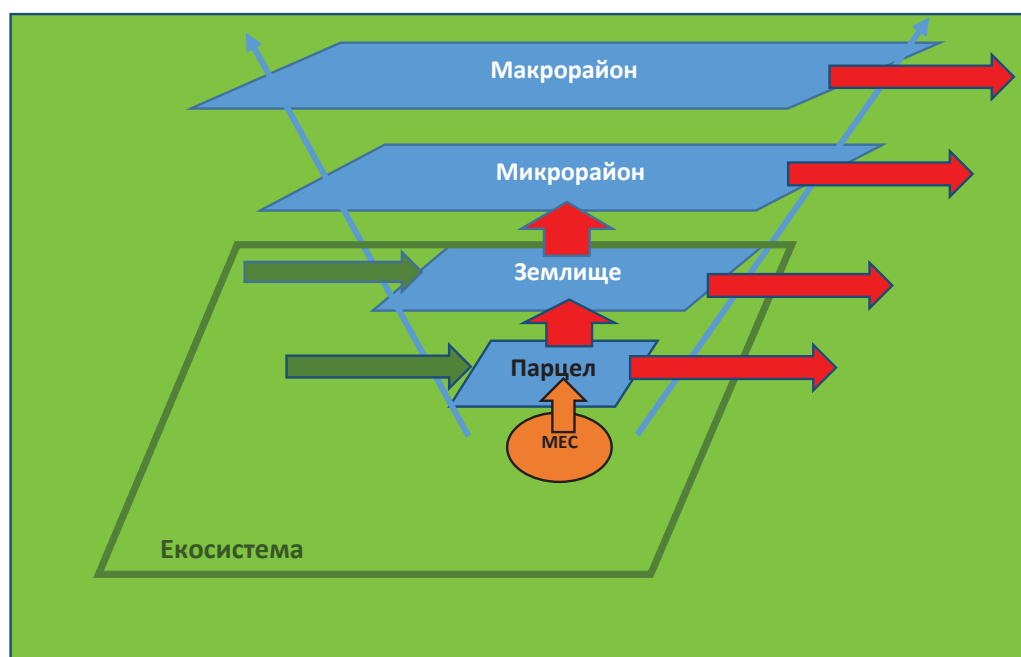 Макрорайон
Микрорайон
Землище
Парцел
МЕС
Екосистема